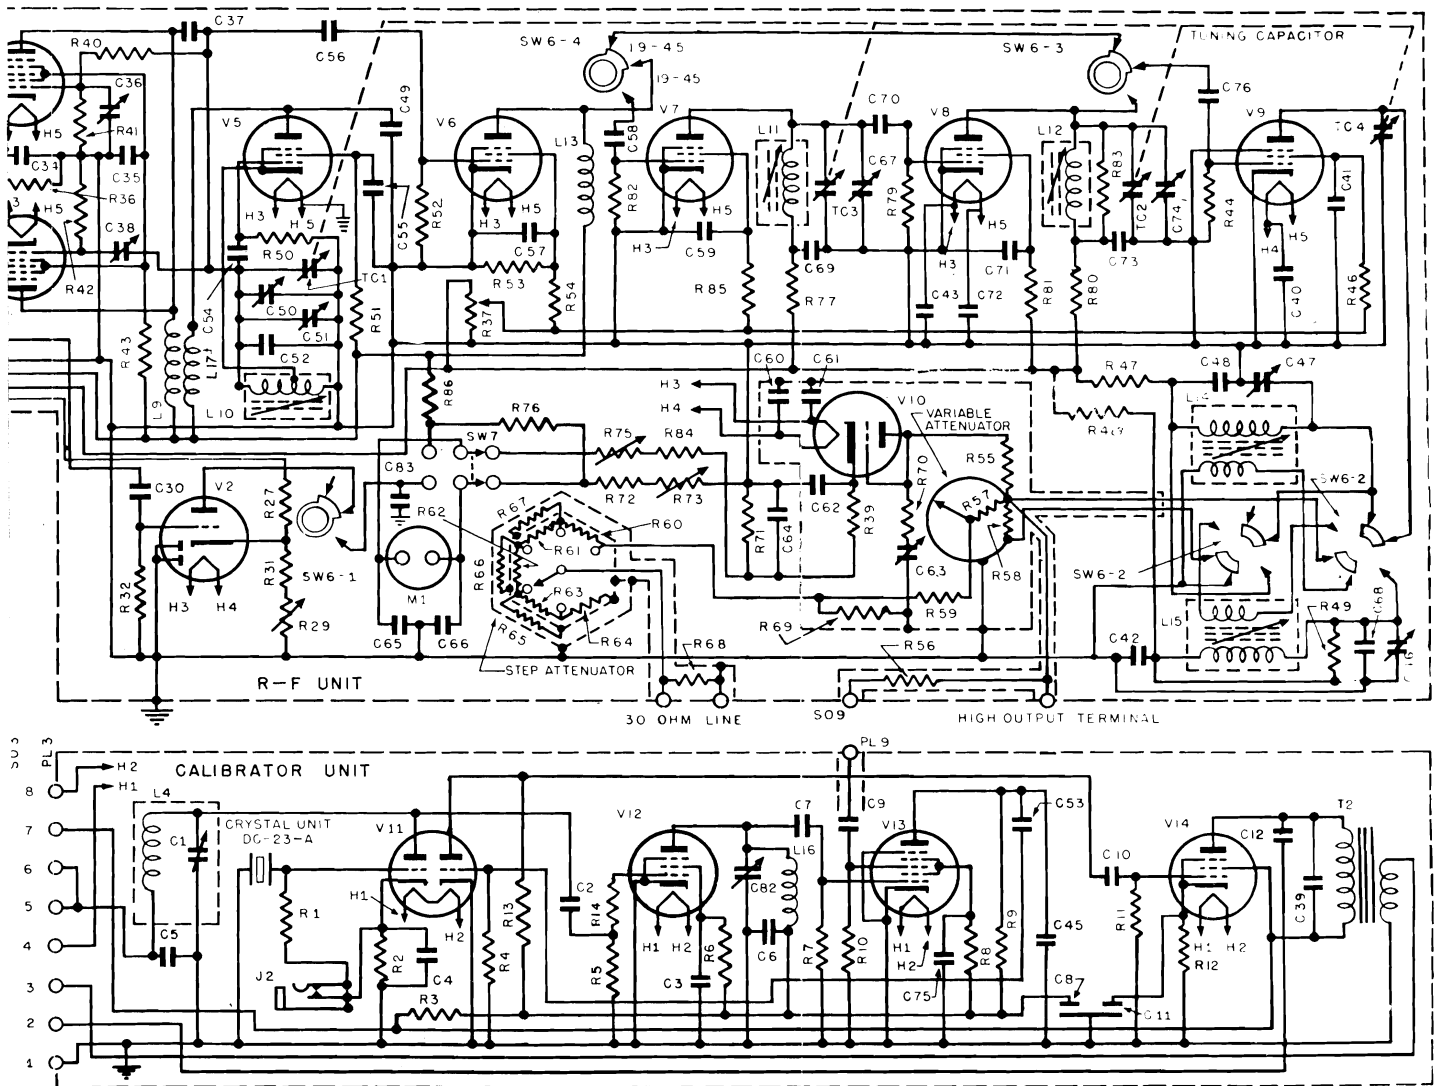 C37
R40
C56
SW6-4
19-45
19-45
SW6-3
TUNING CAPACITOR
C36
C49
C70
C76
H5
R41
V5
V6
C58
V7
L11
V8
L12
V9
TC4
L13
C67
R83
C34
C35
R36
R82
R79
C41
H5
C38
H3
H5
C55
R52
H3
H5
H5
TC3
H5
TC2
C74
R44
R42
C54
R50
TC1
C57
R53
H3
C59
C69
H3
C71
C73
H4
H5
C50
C51
R51
R37
R54
R85
R77
C43
C72
R81
R80
C40
R46
R43
L17
C52
L9
L10
R86
H3
H4
C60
C61
V10
VARIABLE
ATTENUATOR
R47
C48
C47
R76
SW7
R75
R84
R70
R55
C83
R72
R73
C62
R39
R57
SW6-2
C30
V2
R27
R67
R62
R60
R61
R71
C64
C63
R58
SW6-2
R32
R31
SW6-1
R66
R63
H3
H4
M1
R59
R29
C65
C66
R65
R64
R69
L15
R49
C68
R68
R56
C42
STEP ATTENUATOR
R-F UNIT
30 OHM LINE
SO9
HIGH OUTPUT TERMINAL
PL3
PL9
CALIBRATOR UNIT
H2
H1
8
7
6
5
4
3
2
1
L4
C1
CRYSTAL UNIT
DC-23-A
V11
V12
C7
C9
C53
V13
V14
C12
T2
L16
C10
C82
H1
H2
C2
R14
R1
R13
R11
C39
C5
R2
C4
R4
R5
H1
H2
R6
C6
R7
R10
H1
H2
R8
R9
C45
H1
H2
J2
R3
C3
C75
C8
C11
R12